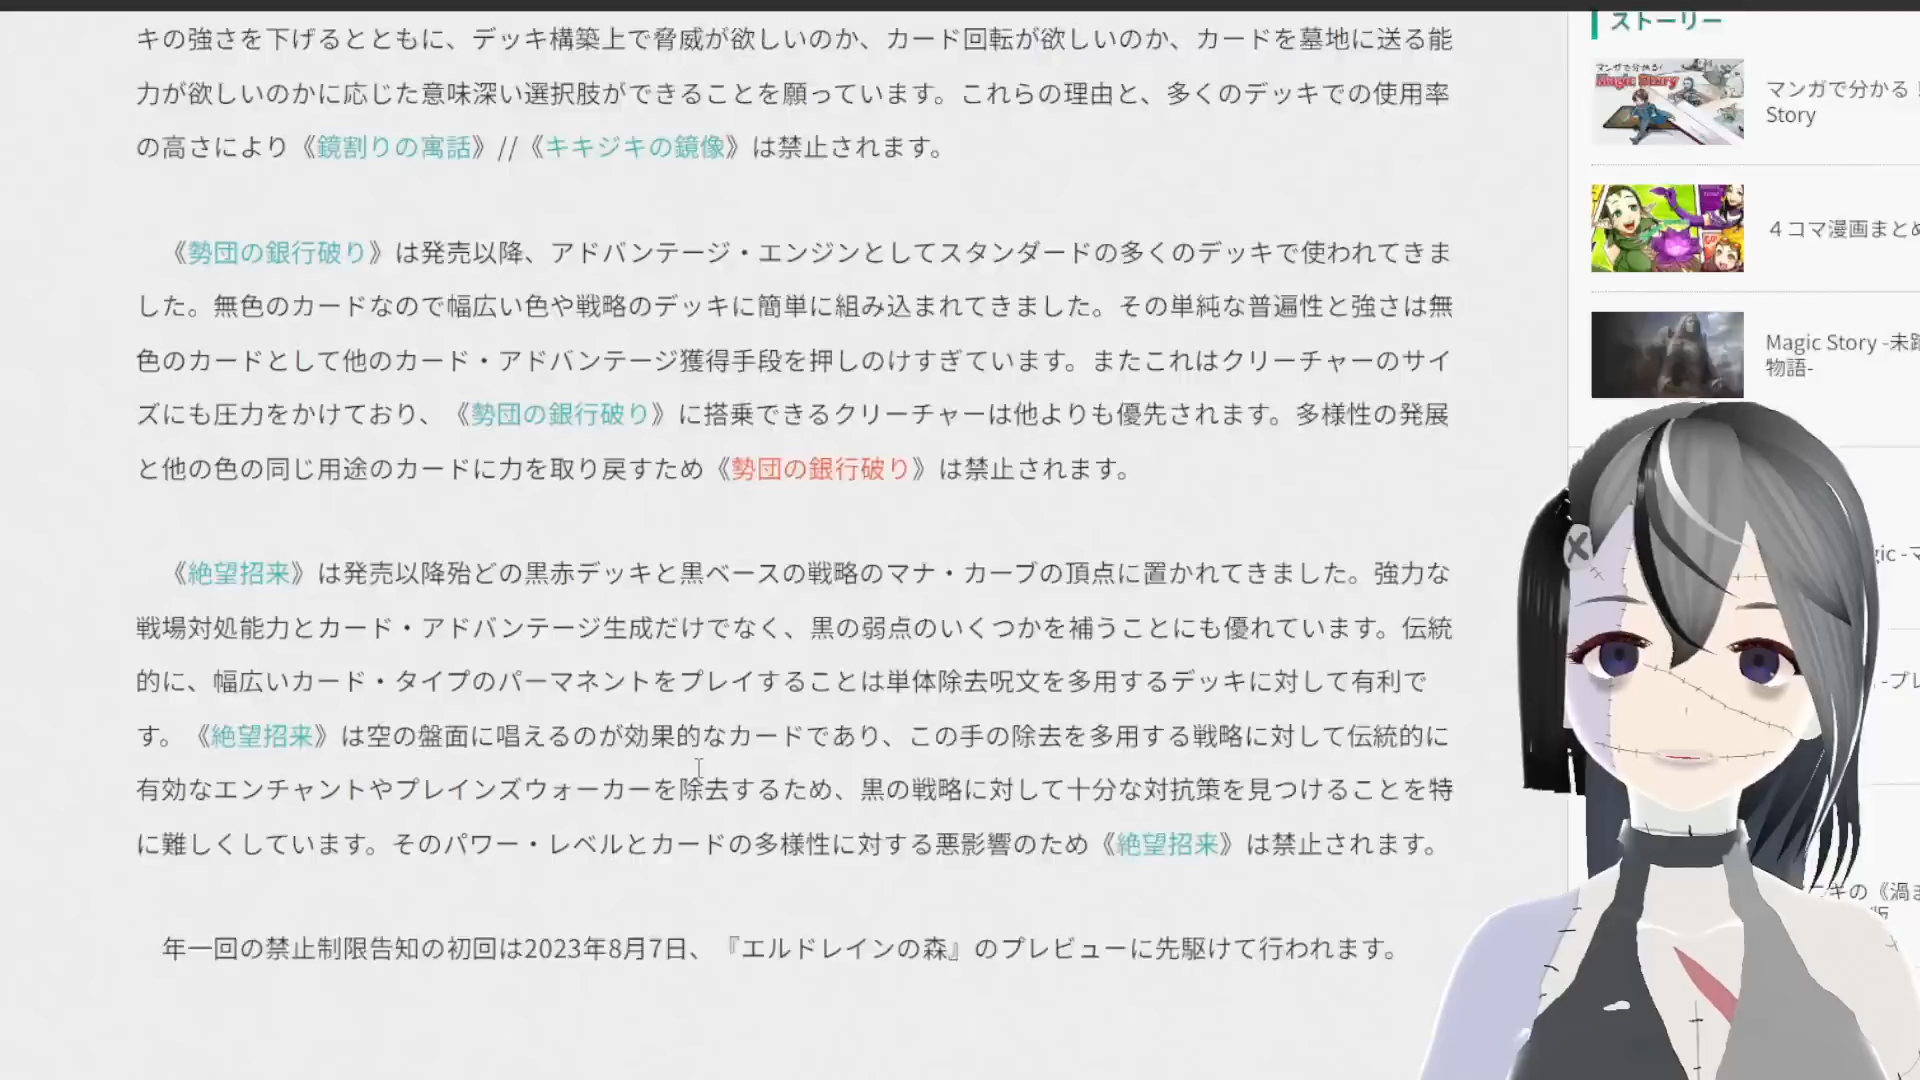 キの強さを下げるとともに、デッキ構築上で脅威が欲しいのか、カード回転が欲しいのか、カードを墓地に送る能
力が欲しいのかに応じた意味深い選択肢ができることを願っています。これらの理由と、多くのデッキでの使用率
の高さにより《鏡割りの寓話》//《キキジキの鏡像》は禁止されます。
《勢団の銀行破り》は発売以降、アドバンテージ・エンジンとしてスタンダードの多くのデッキで使われてきま
した。無色のカードなので幅広い色や戦略のデッキに簡単に組み込まれてきました。その単純な普遍性と強さは無
色のカードとして他のカード・アドバンテージ獲得手段を押しのけすぎています。またこれはクリーチャーのサイ
ズにも圧力をかけており、《勢団の銀行破り》に搭乗できるクリーチャーは他よりも優先されます。多様性の発展
と他の色の同じ用途のカードに力を取り戻すため《勢団の銀行破り》は禁止されます。
《絶望招来》は発売以降殆どの黒赤デッキと黒ベースの戦略のマナ・カーブの頂点に置かれてきました。強力な
戦場対処能力とカード・アドバンテージ生成だけでなく、黒の弱点のいくつかを補うことにも優れています。伝統
的に、幅広いカード・タイプのパーマネントをプレイすることは単体除去呪文を多用するデッキに対して有利で
す。《絶望招来》は空の盤面に唱えるのが効果的なカードであり、この手の除去を多用する戦略に対して伝統的に
有効なエンチャントやプレインズウォーカーを除去するため、黒の戦略に対して十分な対抗策を見つけることを特
に難しくしています。そのパワー・レベルとカードの多様性に対する悪影響のため《絶望招来》は禁止されます。
年一回の禁止制限告知の初回は2023年8月7日、『エルドレインの森』のプレビューに先駆けて行われます。
ストーリー
マンガで分かる！
Magic Story
マンガで分かる！
Story
４コマ漫画まとめ
Magic Story -未踏
物語-
gic -マ
-プレ
キの《渦ま
版